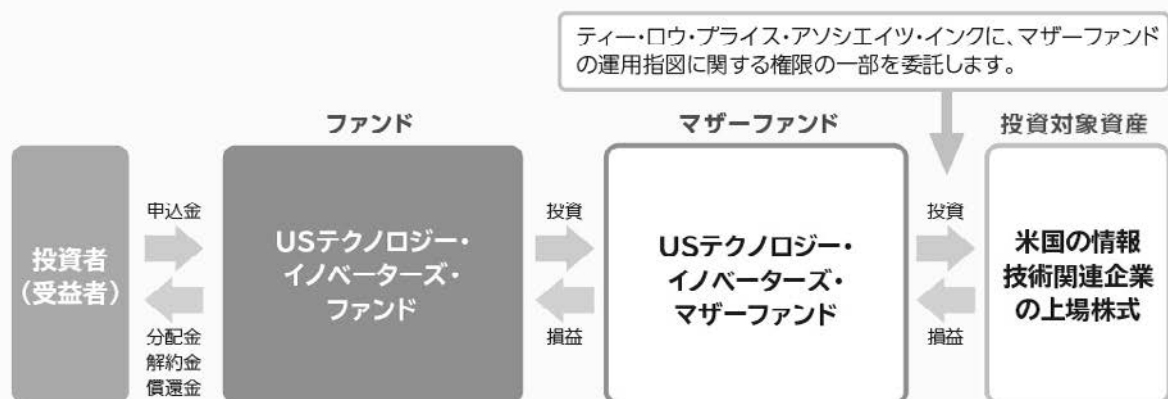 ティー・ロウ・プライス・アソシエイツ・インクに、マザーファンド
の運用指図に関する権限の一部を委託します。
ファンド
マザーファンド
投資対象資産
投資者
(受益者)
申込金
分配金
解約金
償還金
USテクノロジー・
イノベーターズ・
ファンド
投資
損益
USテクノロジー・
イノベーターズ・
マザーファンド
投資
損益
米国の情報
技術関連企業
の上場株式